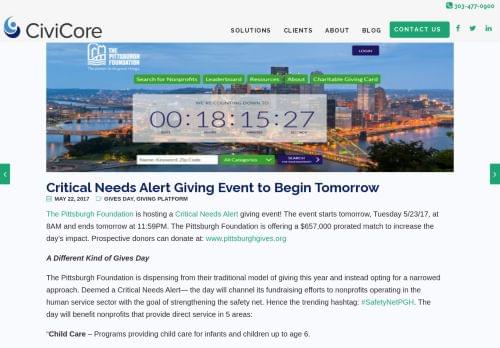 303-477-0900
CiviCore
SOLUTIONS CLIENTS ABOUT BLOG CONTACT US
THE PITTSBURGH FOUNDATION
LOGIN
Search for Nonprofits Leaderboard Resources About Charitable Giving Card
WE'RE COUNTING DOWN TO
00:18:15:27
DAYS HOURS MINUTES SECONDS
Name, Keyword, Zip Code All Categories SEARCH
Critical Needs Alert Giving Event to Begin Tomorrow
MAY 22, 2017 GIVES DAY, GIVING PLATFORM
The Pittsburgh Foundation is hosting a Critical Needs Alert giving event! The event starts tomorrow, Tuesday 5/23/17, at
8AM and ends tomorrow at 11:59PM. The Pittsburgh Foundation is offering a $657,000 prorated match to increase the
day's impact. Prospective donors can donate at: www.pittsburghgives.org
A Different Kind of Gives Day
The Pittsburgh Foundation is dispensing from their traditional model of giving this year and instead opting for a narrowed
approach. Deemed a Critical Needs Alert— the day will channel its fundraising efforts to nonprofits operating in the
human service sector with the goal of strengthening the safety net. Hence the trending hashtag: #SafetyNetPGH. The
day will benefit nonprofits that provide direct service in 5 areas:
"Child Care – Programs providing child care for infants and children up to age 6.